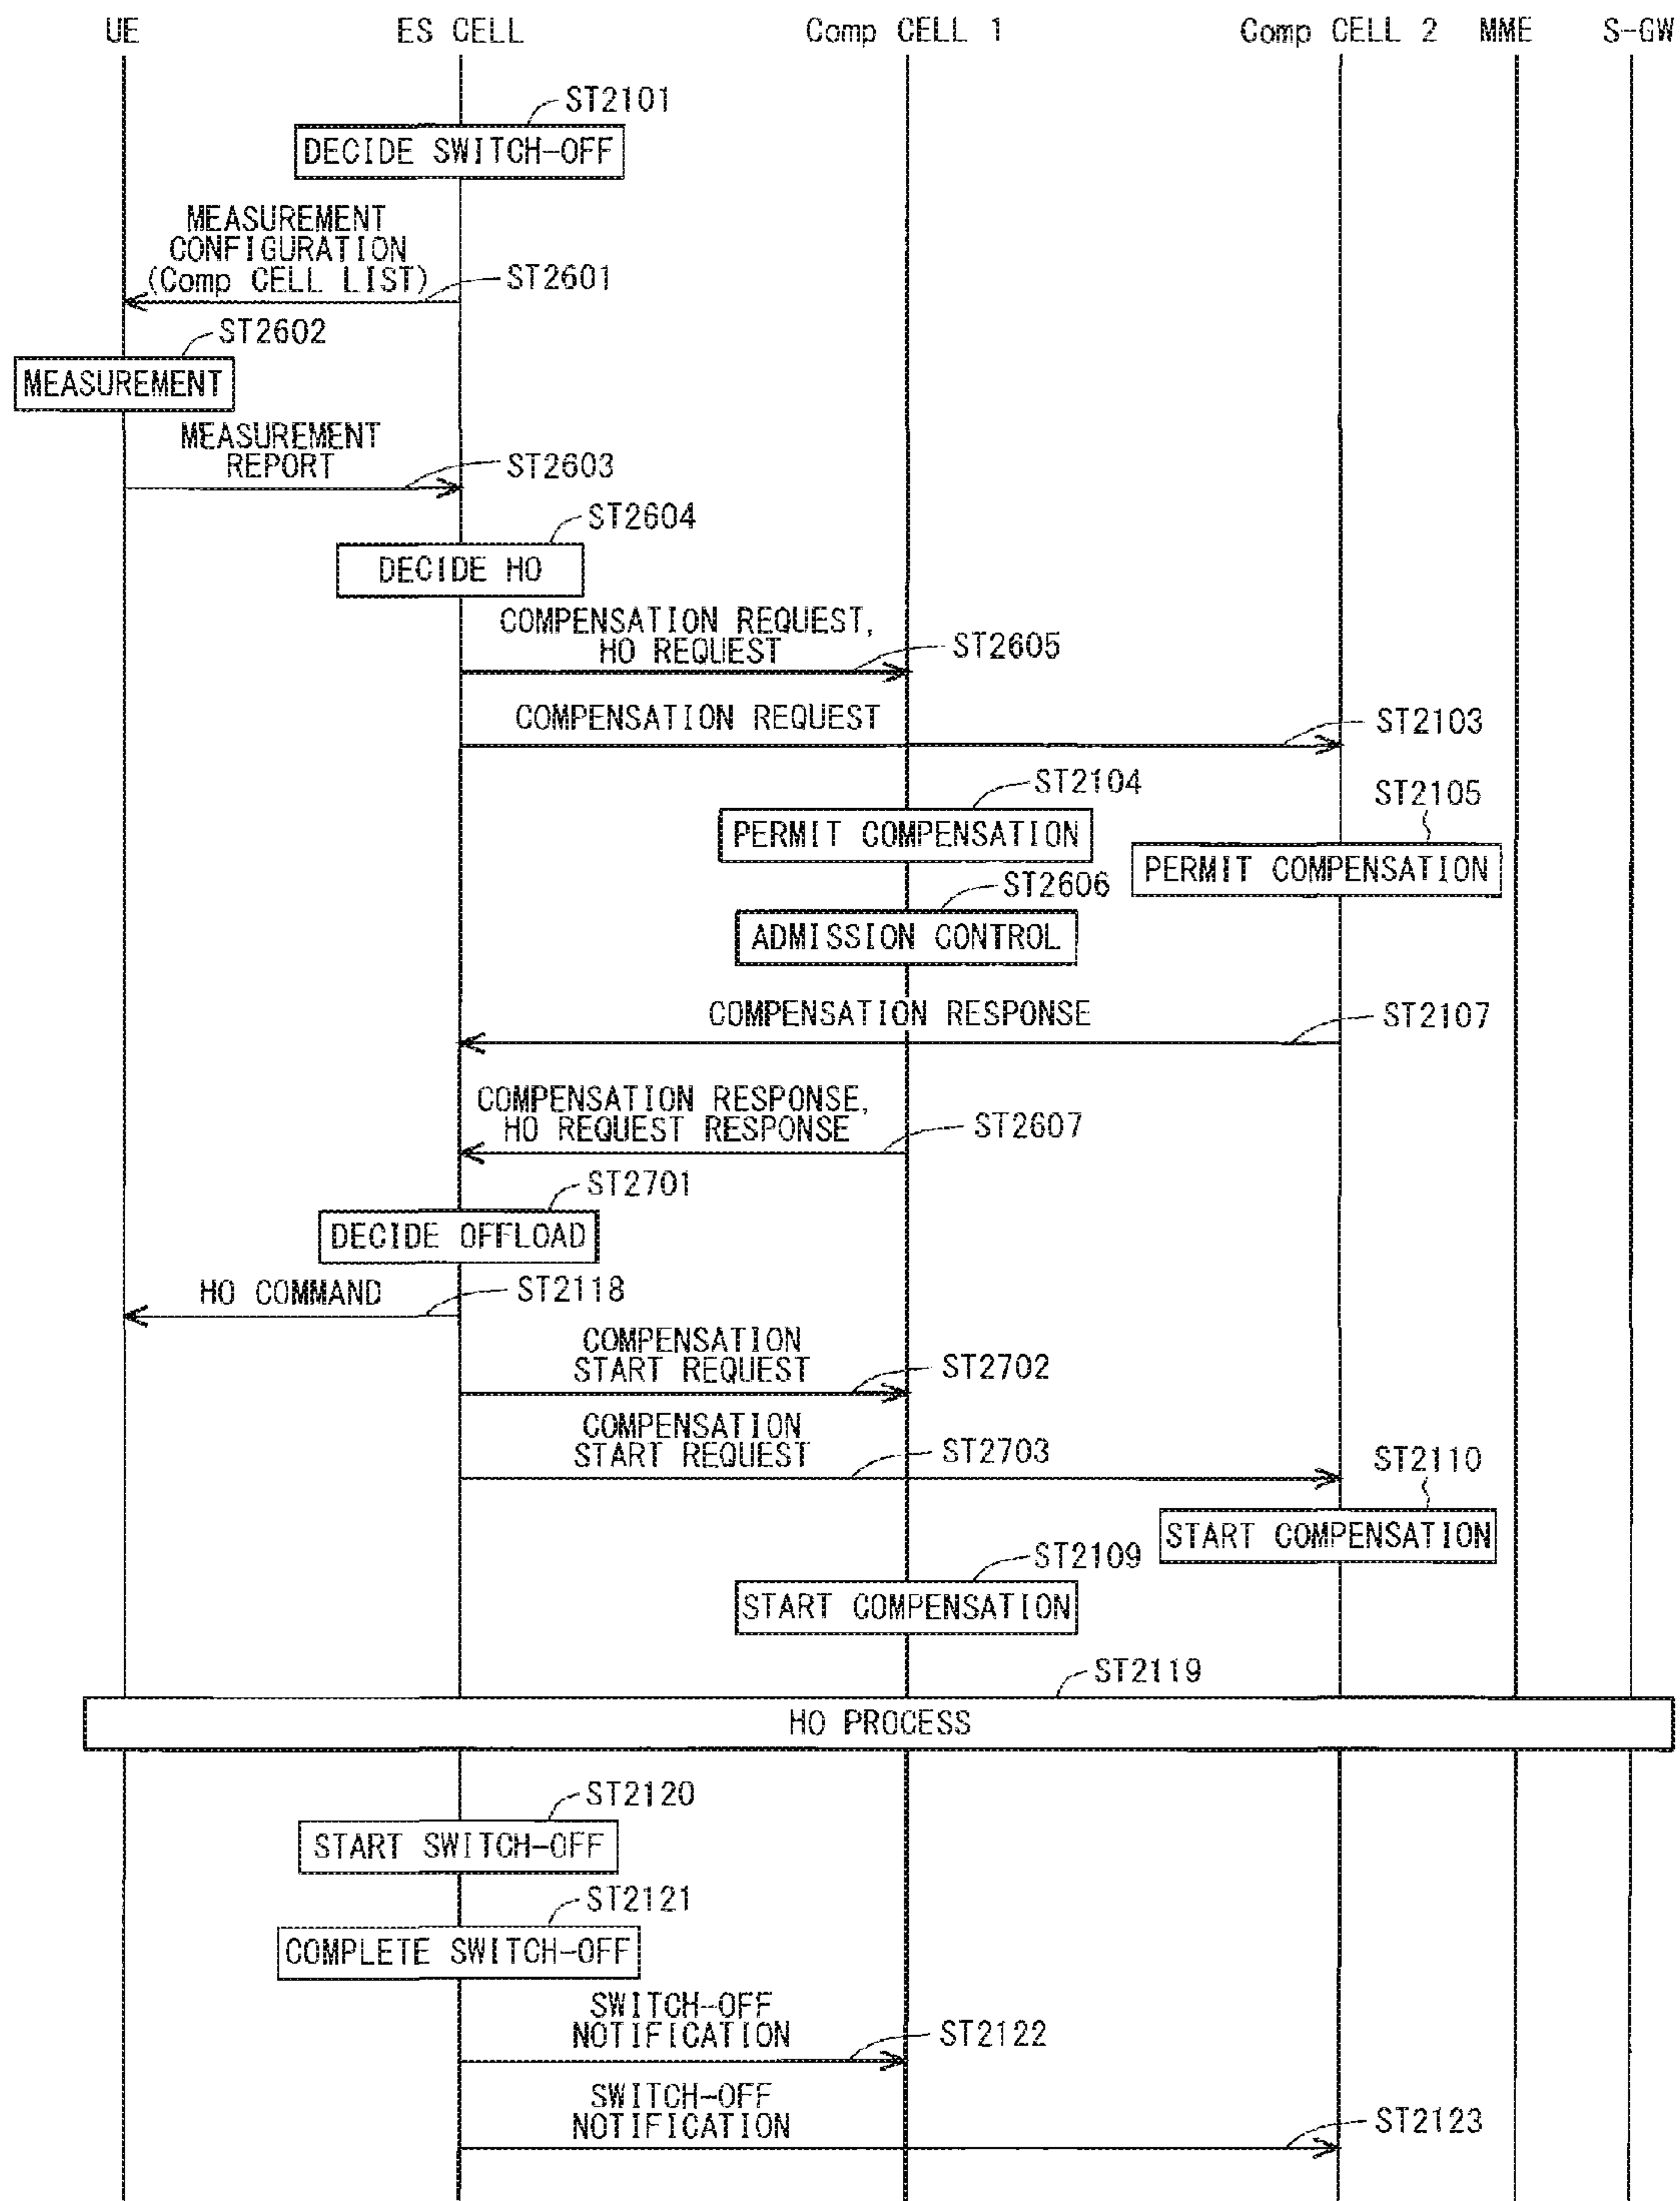 UE
ES CELL
Comp CELL 1
Comp CELL 2
MME
S-GW
ST2101
DECIDE SWITCH-OFF
MEASUREMENT
CONFIGURATION
(Comp CELL LIST)
ST2601
ST2602
MEASUREMENT
MEASUREMENT
REPORT
ST2603
ST2604
DECIDE HO
COMPENSATION REQUEST,
HO REQUEST
ST2605
COMPENSATION REQUEST
ST2103
ST2104
PERMIT COMPENSATION
ST2105
PERMIT COMPENSATION
ST2606
ADMISSION CONTROL
COMPENSATION RESPONSE
ST2107
COMPENSATION RESPONSE,
HO REQUEST RESPONSE
ST2607
ST2701
DECIDE OFFLOAD
HO COMMAND
ST2118
COMPENSATION
START REQUEST
ST2702
COMPENSATION
START REQUEST
ST2703
ST2110
START COMPENSATION
ST2109
START COMPENSATION
ST2119
HO PROCESS
ST2120
START SWITCH-OFF
ST2121
COMPLETE SWITCH-OFF
SWITCH-OFF
NOTIFICATION
ST2122
SWITCH-OFF
NOTIFICATION
ST2123